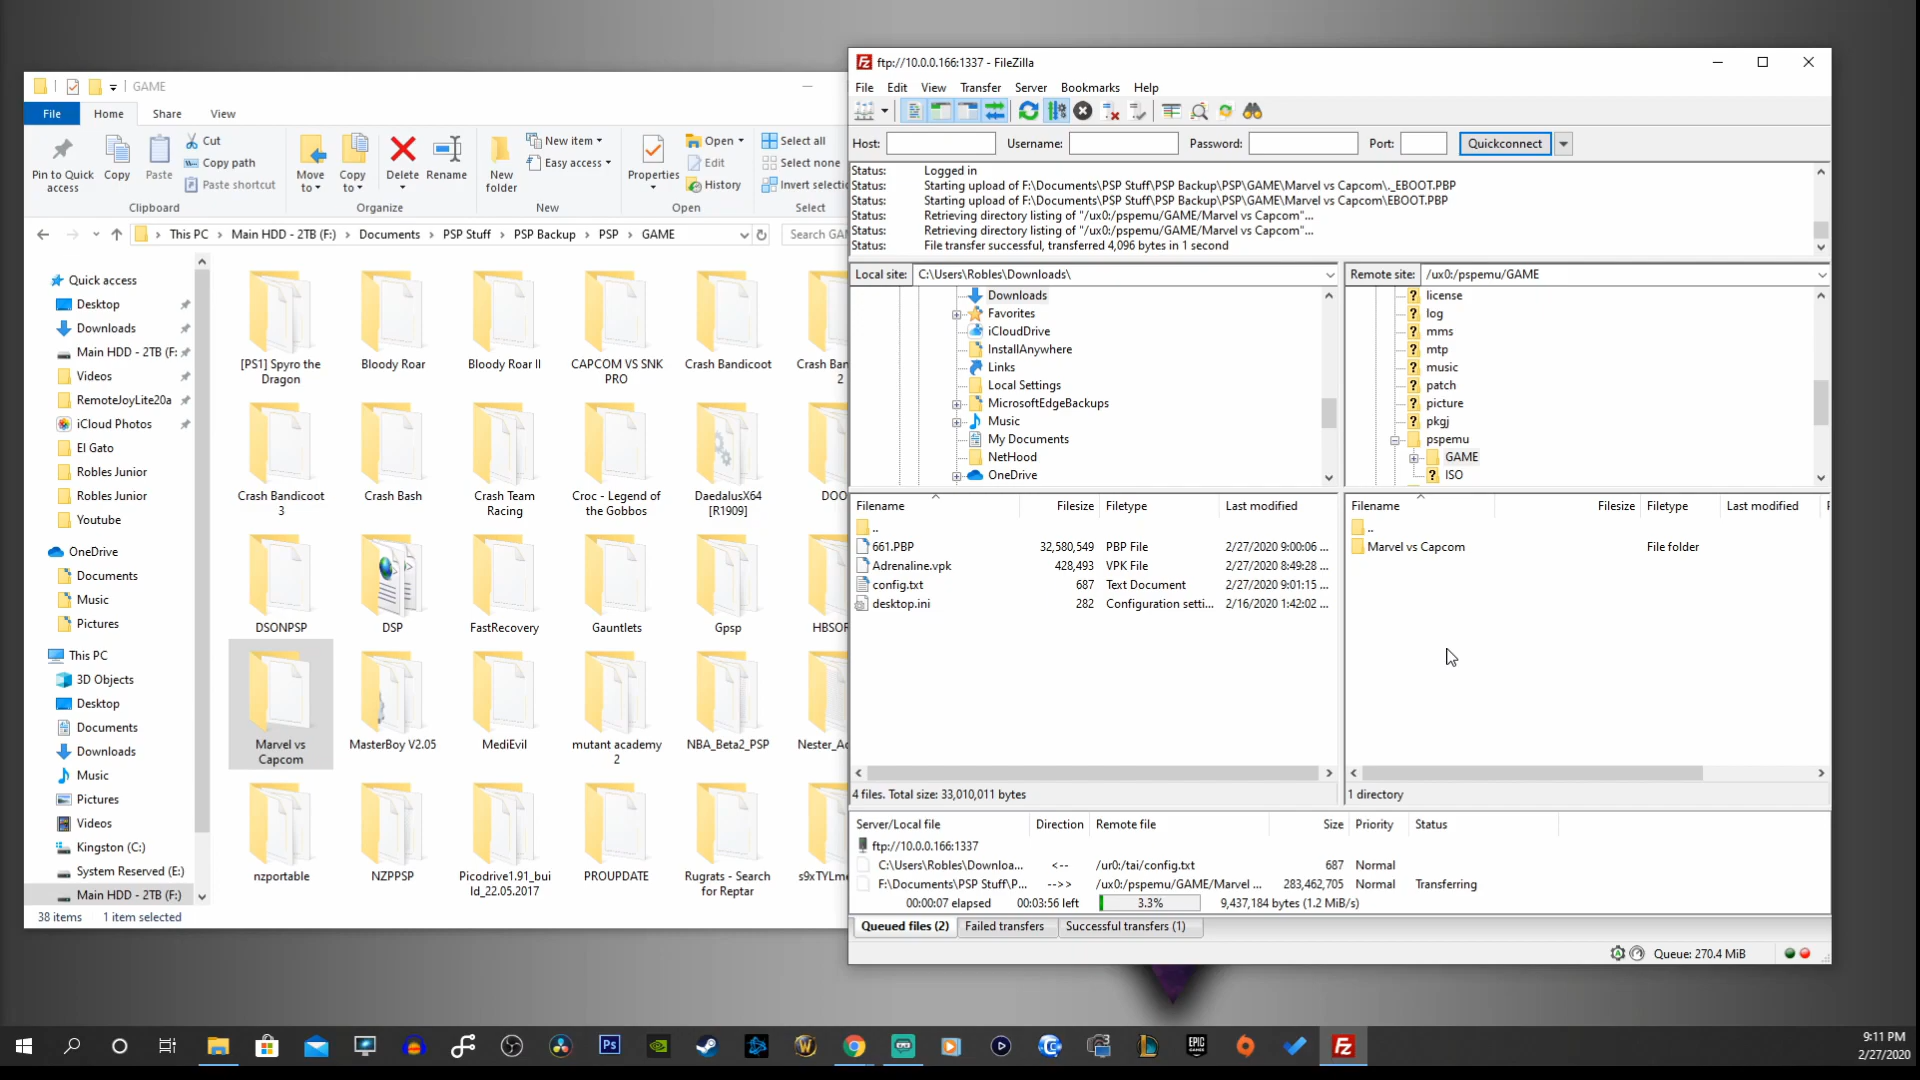 GAME
File
Home
Share
View
Pin to Quick access
Copy
Paste
Cut
Copy path
Paste shortcut
Clipboard
Move to
Copy to
Delete
Rename
Organize
New folder
New item
Easy access
New
Properties
Open
Edit
History
Open
Select all
Select none
Invert
Select
This PC > Main HDD - 2TB (F:) > Documents > PSP Stuff > PSP Backup > PSP > GAME
Search
Quick access
Desktop
Downloads
Main HDD - 2TB (F:
Videos
RemoteJoyLite20a
iCloud Photos
El Gato
Robles Junior
Robles Junior
Youtube
OneDrive
Documents
Music
Pictures
This PC
3D Objects
Desktop
Documents
Downloads
Music
Pictures
Videos
Kingston (C:)
System Reserved (E:)
Main HDD - 2TB (F:)
[PS1] Spyro the Dragon
Bloody Roar
Bloody Roar II
CAPCOM VS SNK PRO
Crash Bandicoot
Crash Ban
2
Crash Bandicoot 3
Crash Bash
Crash Team Racing
Croc - Legend of the Gobbos
DaedalusX64 [R1909]
DOO
DSONPSP
DSP
FastRecovery
Gauntlets
Gpsp
HBSOR
Marvel vs Capcom
MasterBoy V2.05
MediEvil
mutant academy 2
NBA_Beta2_PSP
nzportable
NZPPSP
Picodrive1.91_build_22.05.2017
PROUPDATE
Rugrats - Search for Reptar
38 items 1 item selected
Fz ftp://10.0.0.166:1337 - FileZilla
File Edit View Transfer Server Bookmarks Help
Host: Username: Password: Port: Quickconnect
Status: Logged in
Status: Starting upload of F:\Documents\PSP Stuff\PSP Backup\PSP\GAME\Marvel vs Capcom\._EBOOT.PBP
Status: Starting upload of F:\Documents\PSP Stuff\PSP Backup\PSP\GAME\Marvel vs Capcom\EBOOT.PBP
Status: Retrieving directory listing of "/ux0:/pspemu/GAME/Marvel vs Capcom"...
Status: Retrieving directory listing of "/ux0:/pspemu/GAME/Marvel vs Capcom"...
Status: File transfer successful, transferred 4,096 bytes in 1 second
Local site: C:\Users\Robles\Downloads\
Downloads
Favorites
iCloudDrive
InstallAnywhere
Links
Local Settings
MicrosoftEdgeBackups
Music
My Documents
NetHood
OneDrive
Remote site: /ux0:/pspemu/GAME
license
log
mms
mtp
music
patch
picture
pkgj
pspemu
GAME
ISO
Filename Filesize Filetype Last modified
..
661.PBP 32,580,549 PBP File 2/27/2020 9:00:06 ...
Adrenaline.vpk 428,493 VPK File 2/27/2020 8:49:28 ...
config.txt 687 Text Document 2/27/2020 9:01:15 ...
desktop.ini 282 Configuration setti... 2/16/2020 1:42:02 ...
4 files. Total size: 33,010,011 bytes
Filename Filesize Filetype Last modified
..
Marvel vs Capcom File folder
1 directory
Server/Local file Direction Remote file Size Priority Status
ftp://10.0.0.166:1337
C:\Users\Robles\Downloa... <-- /ur0:/tai/config.txt 687 Normal
F:\Documents\PSP Stuff\P... -->> /ux0:/pspemu/GAME/Marvel ... 283,462,705 Normal Transferring
00:00:07 elapsed 00:03:56 left 3.3% 9,437,184 bytes (1.2 MiB/s)
Queued files (2) Failed transfers Successful transfers (1)
Queue: 270.4 MiB
Ps
EPIC GAMES
Fz
9:11 PM
2/27/2020